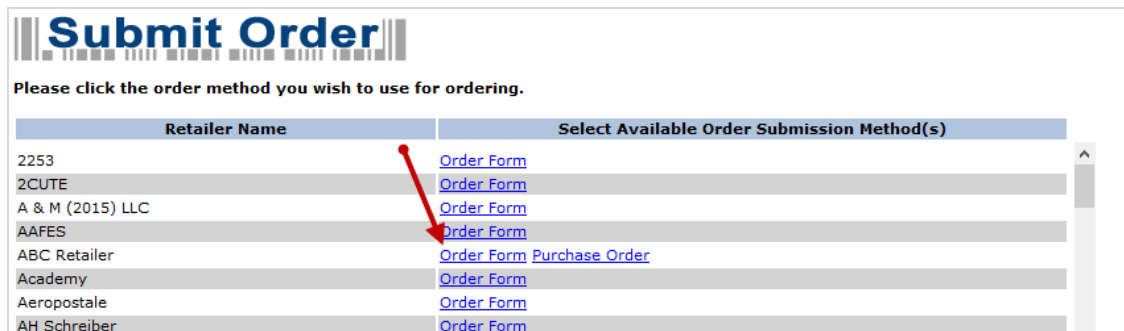 Submit Order
Please click the order method you wish to use for ordering.
Retailer Name Select Available Order Submission Method(s)
2253 Order Form
2CUTE Order Form
A & M (2015) LLC Order Form
AAFES Order Form
ABC Retailer Order Form Purchase Order
Academy Order Form
Aeropostale Order Form
AH Schreiber Order Form